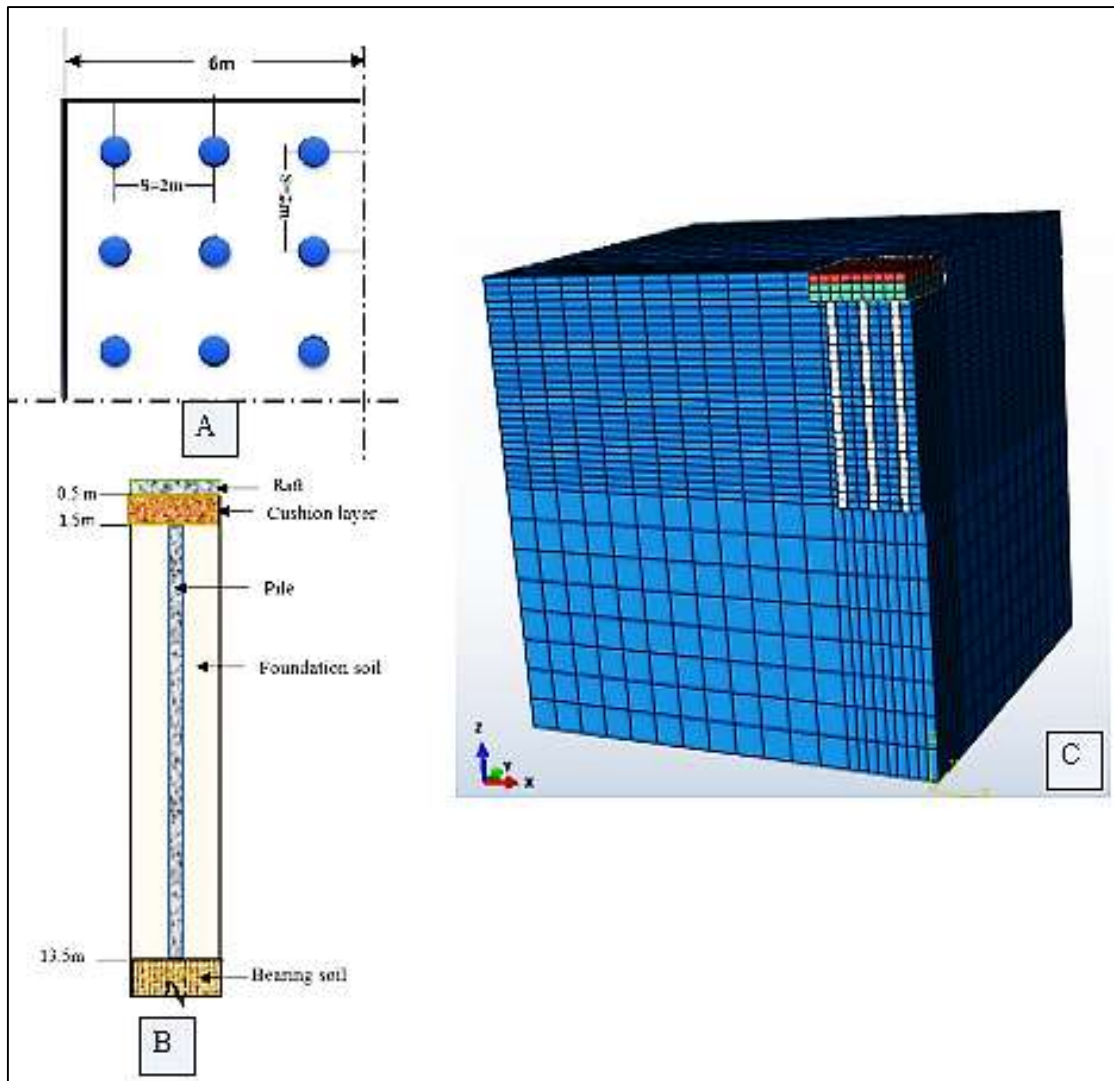 6m
S=2m
S=2m
A
Raft
0.5 m
Cushion layer
1.5m
Pile
Foundation soil
13.5m
Bearing soil
B
Z
Y
X
C